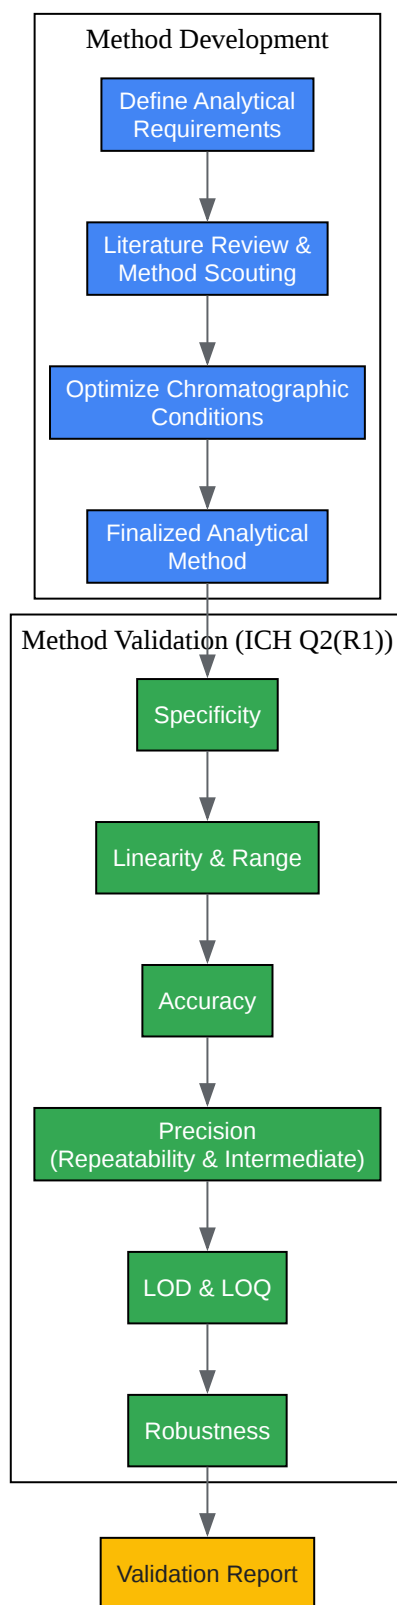 Method Development
Define Analytical
Requirements
Literature Review &
Method Scouting
Optimize Chromatographic
Conditions
Finalized Analytical
Method
Method Validation (ICH Q2(R1))
Specificity
Linearity & Range
Accuracy
Precision
(Repeatability & Intermediate)
LOD & LOQ
Robustness
Validation Report